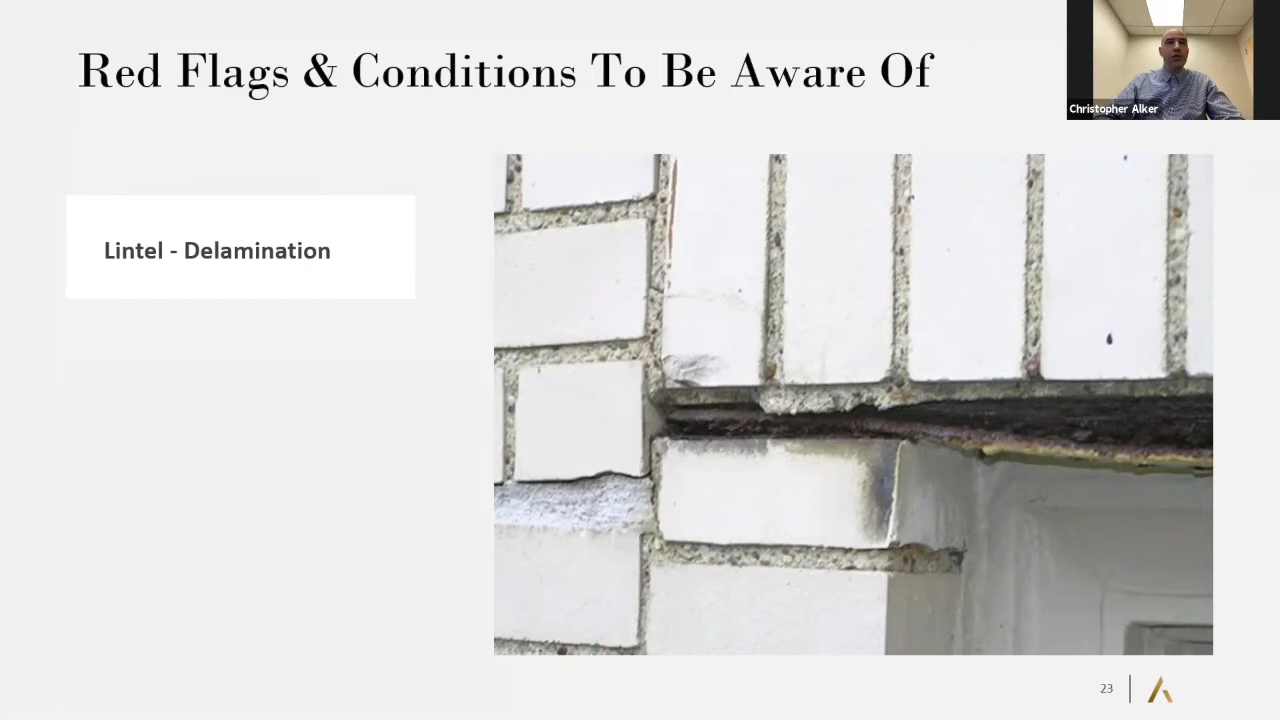 Red Flags & Conditions To Be Aware Of
Christopher Alker
Lintel - Delamination
23